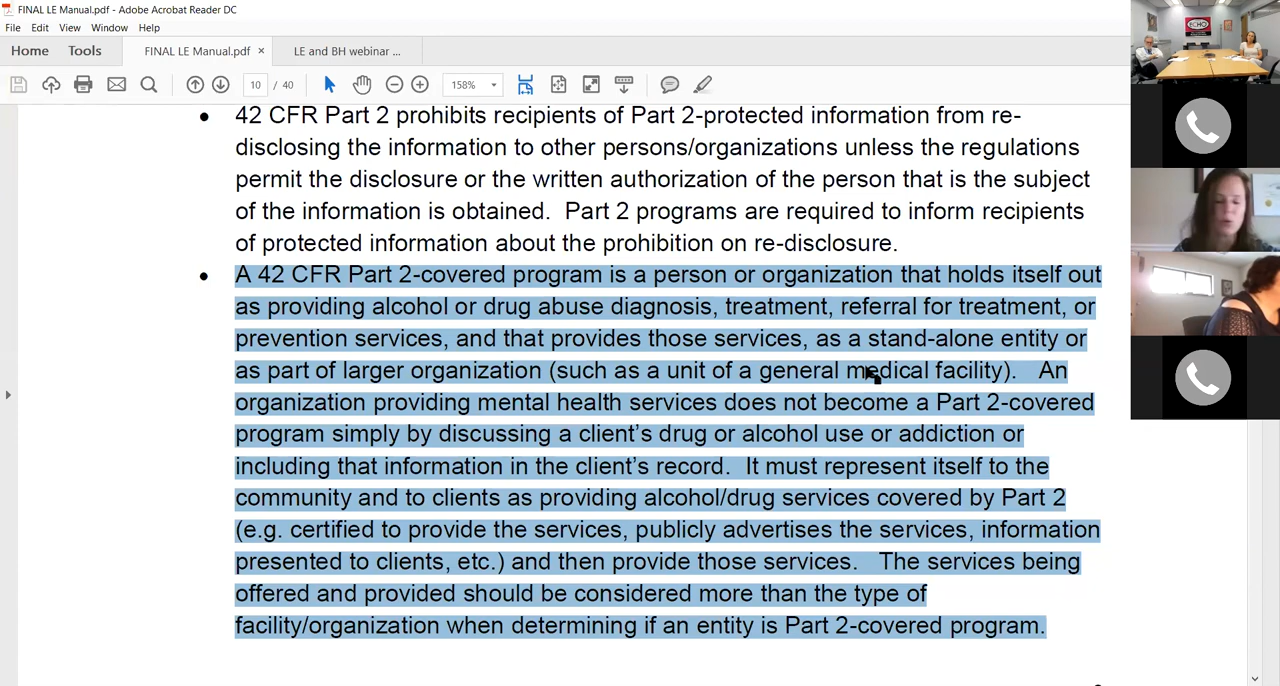 FINAL LE Manual.pdf - Adobe Acrobat Reader DC
File Edit View Window Help
Home Tools FINAL LE Manual.pdf × LE and BH webinar ...
10 / 40 158%
ECHO
• 42 CFR Part 2 prohibits recipients of Part 2-protected information from re-
disclosing the information to other persons/organizations unless the regulations
permit the disclosure or the written authorization of the person that is the subject
of the information is obtained.  Part 2 programs are required to inform recipients
of protected information about the prohibition on re-disclosure.
• A 42 CFR Part 2-covered program is a person or organization that holds itself out
as providing alcohol or drug abuse diagnosis, treatment, referral for treatment, or
prevention services, and that provides those services, as a stand-alone entity or
as part of larger organization (such as a unit of a general medical facility).   An
organization providing mental health services does not become a Part 2-covered
program simply by discussing a client’s drug or alcohol use or addiction or
including that information in the client’s record.  It must represent itself to the
community and to clients as providing alcohol/drug services covered by Part 2
(e.g. certified to provide the services, publicly advertises the services, information
presented to clients, etc.) and then provide those services.   The services being
offered and provided should be considered more than the type of
facility/organization when determining if an entity is Part 2-covered program.